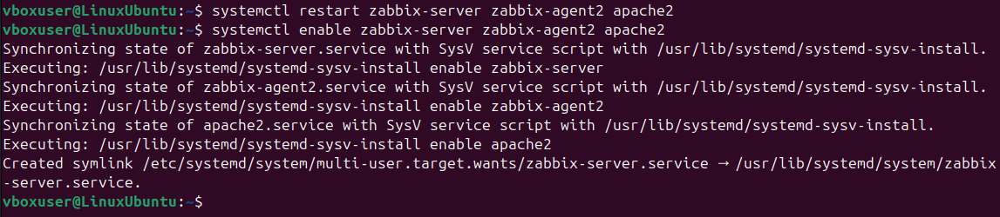 vboxuser@LinuxUbuntu:~$ systemctl restart zabbix-server zabbix-agent2 apache2
vboxuser@LinuxUbuntu:~$ systemctl enable zabbix-server zabbix-agent2 apache2
Synchronizing state of zabbix-server.service with SysV service script with /usr/lib/systemd/systemd-sysv-install.
Executing: /usr/lib/systemd/systemd-sysv-install enable zabbix-server
Synchronizing state of zabbix-agent2.service with SysV service script with /usr/lib/systemd/systemd-sysv-install.
Executing: /usr/lib/systemd/systemd-sysv-install enable zabbix-agent2
Synchronizing state of apache2.service with SysV service script with /usr/lib/systemd/systemd-sysv-install.
Executing: /usr/lib/systemd/systemd-sysv-install enable apache2
Created symlink /etc/systemd/system/multi-user.target.wants/zabbix-server.service → /usr/lib/systemd/system/zabbix
-server.service.
vboxuser@LinuxUbuntu:~$